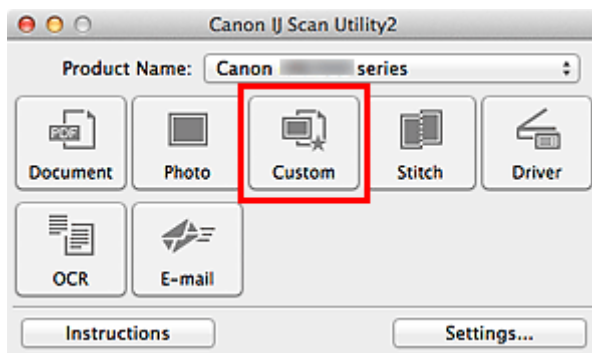 Canon IJ Scan Utility2
Product Name: Canon series
PDF
Document Photo Custom Stitch Driver
OCR E-mail
Instructions Settings...